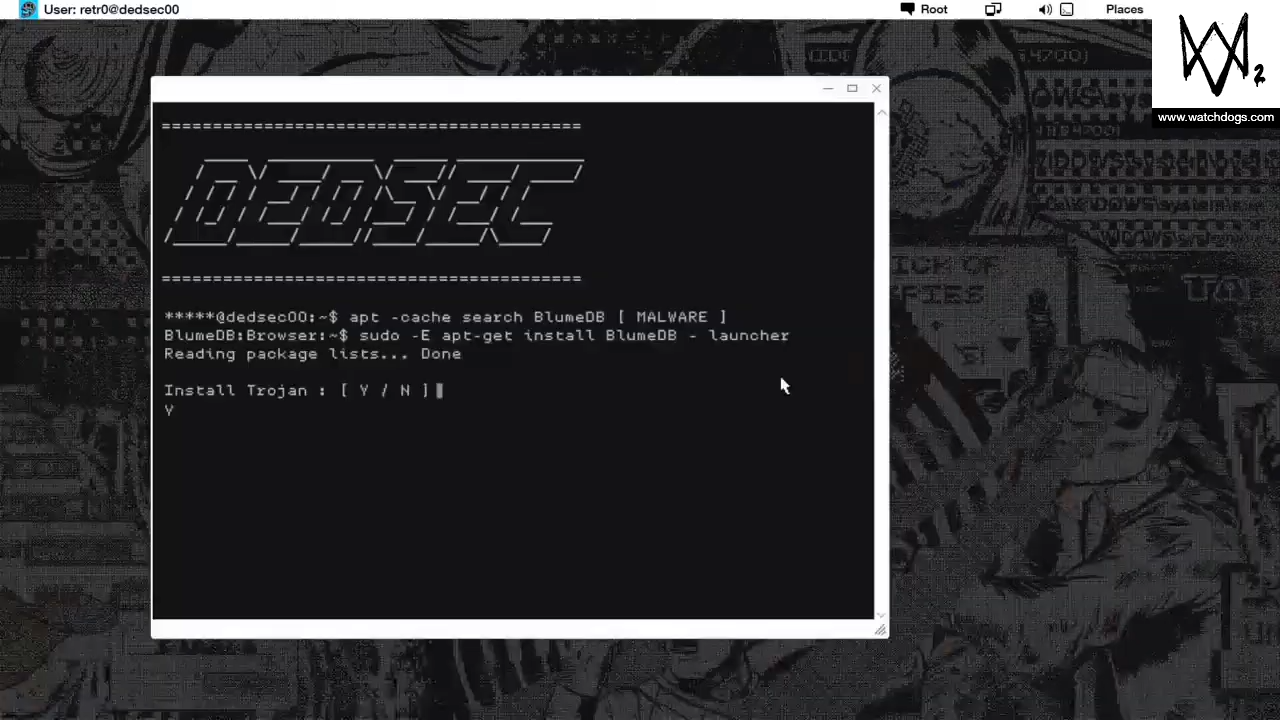 User: retr0@dedsec00
Root
Places
2
www.watchdogs.com
=========================================
DEDSEC
=========================================
*****@dedsec00:~$ apt -cache search BlumeDB [ MALWARE ]
BlumeDB:Browser:~$ sudo -E apt-get install BlumeDB - launcher
Reading package lists... Done
Install Trojan : [ Y / N ]
Y